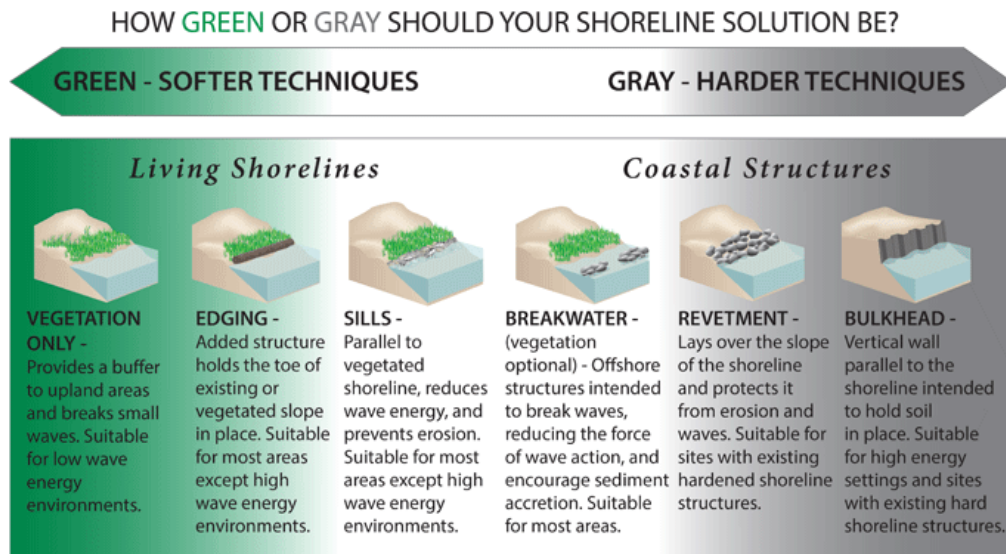 HOW GREEN OR GRAY SHOULD YOUR SHORELINE SOLUTION BE?
GREEN - SOFTER TECHNIQUES
GRAY - HARDER TECHNIQUES
Living Shorelines
Coastal Structures
VEGETATION
ONLY -
Provides a buffer
to upland areas
and breaks small
waves. Suitable
for low wave
energy
environments.
EDGING -
Added structure
holds the toe of
existing or
vegetated slope
in place. Suitable
for most areas
except high
wave energy
environments.
SILLS -
Parallel to
vegetated
shoreline, reduces
wave energy, and
prevents erosion.
Suitable for most
areas except high
wave energy
environments.
BREAKWATER -
(vegetation
optional) - Offshore
structures intended
to break waves,
reducing the force
of wave action, and
encourage sediment
accretion. Suitable
for most areas.
REVETMENT -
Lays over the slope
of the shoreline
and protects it
from erosion and
waves. Suitable for
sites with existing
hardened shoreline
structures.
BULKHEAD -
Vertical wall
parallel to the
shoreline intended
to hold soil
in place. Suitable
for high energy
settings and sites
with existing hard
shoreline structures.